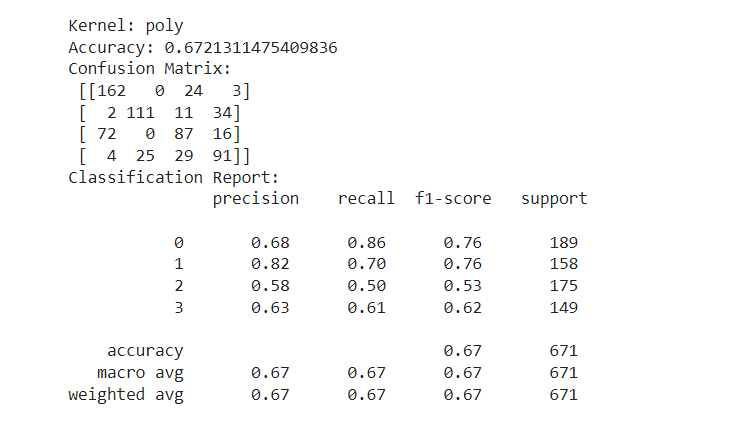 Kernel: poly
Accuracy: 0.6721311475409836
Confusion Matrix:
[[162 0 24 3]
[ 2 111 11 34]
[ 72 0 87 16]
[ 4 25 29 91]]
Classification Report:
precision recall f1-score support
0 0.68 0.86 0.76 189
1 0.82 0.70 0.76 158
2 0.58 0.50 0.53 175
3 0.63 0.61 0.62 149
accuracy 0.67 671
macro avg 0.67 0.67 0.67 671
weighted avg 0.67 0.67 0.67 671